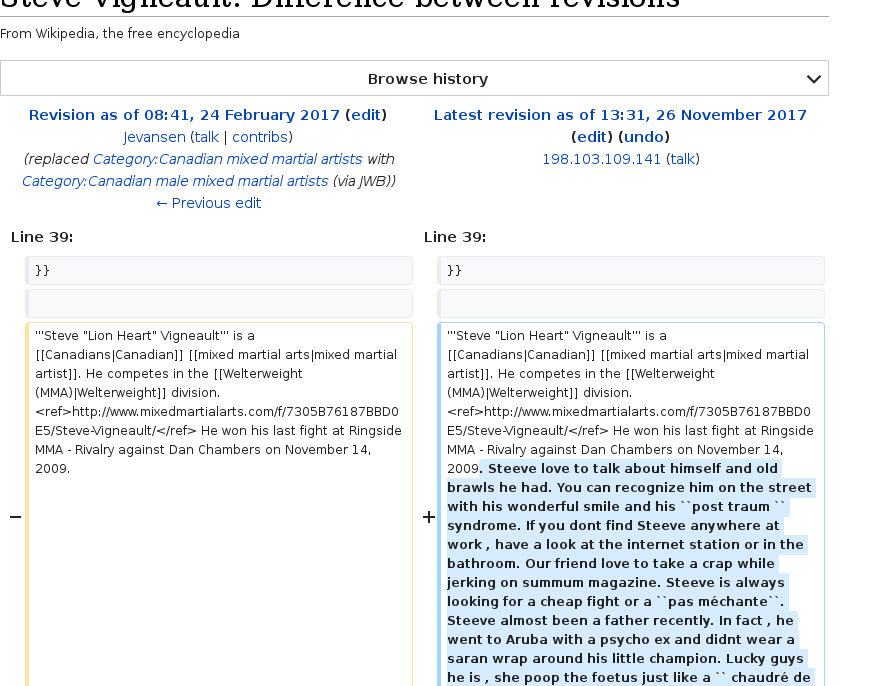 Steve Vigneault: Difference between revisions
From Wikipedia, the free encyclopedia
Browse history
Revision as of 08:41, 24 February 2017 (edit)
Jevansen (talk | contribs)
(replaced Category:Canadian mixed martial artists with
Category:Canadian male mixed martial artists (via JWB))
← Previous edit
Latest revision as of 13:31, 26 November 2017
(edit) (undo)
198.103.109.141 (talk)
Line 39:
Line 39:
}}
}}
−
'''Steve "Lion Heart" Vigneault''' is a
[[Canadians|Canadian]] [[mixed martial arts|mixed martial
artist]]. He competes in the [[Welterweight
(MMA)|Welterweight]] division.
<ref>http://www.mixedmartialarts.com/f/7305B76187BBD0
E5/Steve-Vigneault/</ref> He won his last fight at Ringside
MMA - Rivalry against Dan Chambers on November 14,
2009.
+
'''Steve "Lion Heart" Vigneault''' is a
[[Canadians|Canadian]] [[mixed martial arts|mixed martial
artist]]. He competes in the [[Welterweight
(MMA)|Welterweight]] division.
<ref>http://www.mixedmartialarts.com/f/7305B76187BBD0
E5/Steve-Vigneault/</ref> He won his last fight at Ringside
MMA - Rivalry against Dan Chambers on November 14,
2009. Steeve love to talk about himself and old
brawls he had. You can recognize him on the street
with his wonderful smile and his ``post traum ``
syndrome. If you dont find Steeve anywhere at
work , have a look at the internet station or in the
bathroom. Our friend love to take a crap while
jerking on summum magazine. Steeve is always
looking for a cheap fight or a ``pas méchante``.
Steeve almost been a father recently. In fact , he
went to Aruba with a psycho ex and didnt wear a
saran wrap around his little champion. Lucky guys
he is , she poop the foetus just like a `` chaudré de